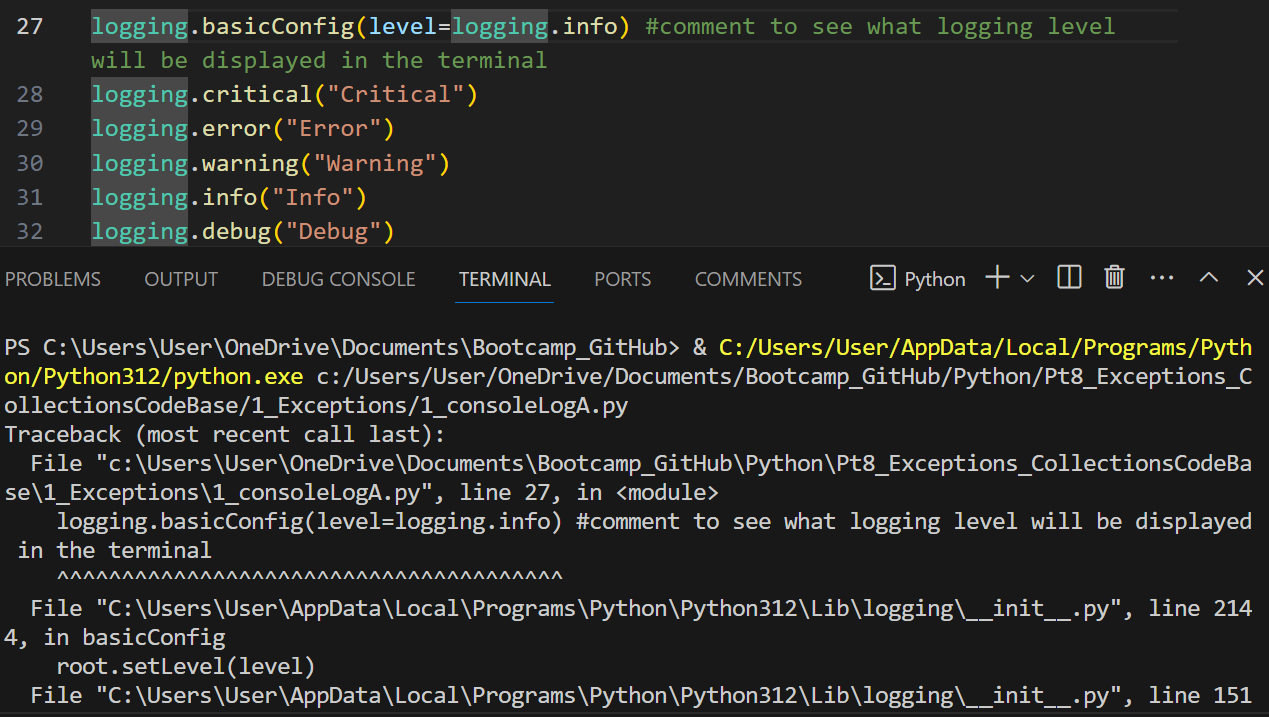 27 logging.basicConfig(level=logging.info) #comment to see what logging level
will be displayed in the terminal
28 logging.critical("Critical")
29 logging.error("Error")
30 logging.warning("Warning")
31 logging.info("Info")
32 logging.debug("Debug")
PROBLEMS OUTPUT DEBUG CONSOLE TERMINAL PORTS COMMENTS Python
PS C:\Users\User\OneDrive\Documents\Bootcamp_GitHub> & C:/Users/User/AppData/Local/Programs/Pyth
on/Python312/python.exe c:/Users/User/OneDrive/Documents/Bootcamp_GitHub/Python/Pt8_Exceptions_C
ollectionsCodeBase/1_Exceptions/1_consoleLogA.py
Traceback (most recent call last):
  File "c:\Users\User\OneDrive\Documents\Bootcamp_GitHub\Python\Pt8_Exceptions_CollectionsCodeBa
se\1_Exceptions\1_consoleLogA.py", line 27, in <module>
    logging.basicConfig(level=logging.info) #comment to see what logging level will be displayed
 in the terminal
    ^^^^^^^^^^^^^^^^^^^^^^^^^^^^^^^^^^^^^^^
  File "C:\Users\User\AppData\Local\Programs\Python\Python312\Lib\logging\__init__.py", line 214
4, in basicConfig
    root.setLevel(level)
  File "C:\Users\User\AppData\Local\Programs\Python\Python312\Lib\logging\__init__.py", line 151